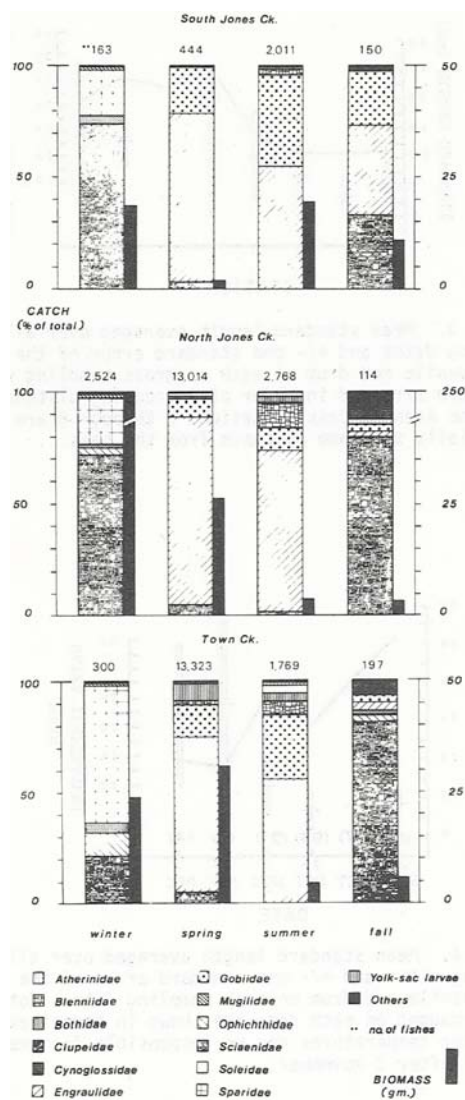 South Jones Ck.
**163 444 2,011 150
100 50
50 25
0 0
CATCH
(% of total)
North Jones Ck.
2,524 13,014 2,768 114
100 250
50 25
0 0
Town Ck.
300 13,323 1,769 197
100 50
50 25
0 0
winter spring summer fall
Atherinidae Gobiidae Yolk-sac larvae
Blenniidae Mugilidae Others
Bothidae Ophichthidae ** no. of fishes
Clupeidae Sciaenidae
Cynoglossidae Soleidae
Engraulidae Sparidae
BIOMASS
(gm.)